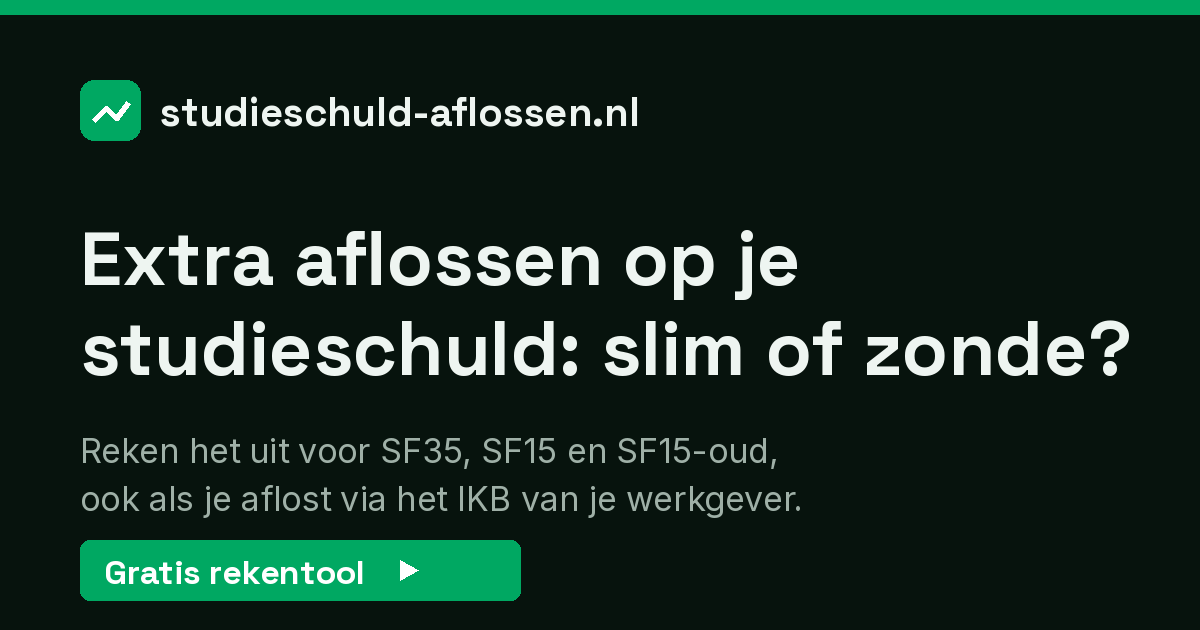 studieschuld-aflossen.nl
Extra aflossen op je
studieschuld: slim of zonde?
Reken het uit voor SF35, SF15 en SF15-oud,
ook als je aflost via het IKB van je werkgever.
Gratis rekentool